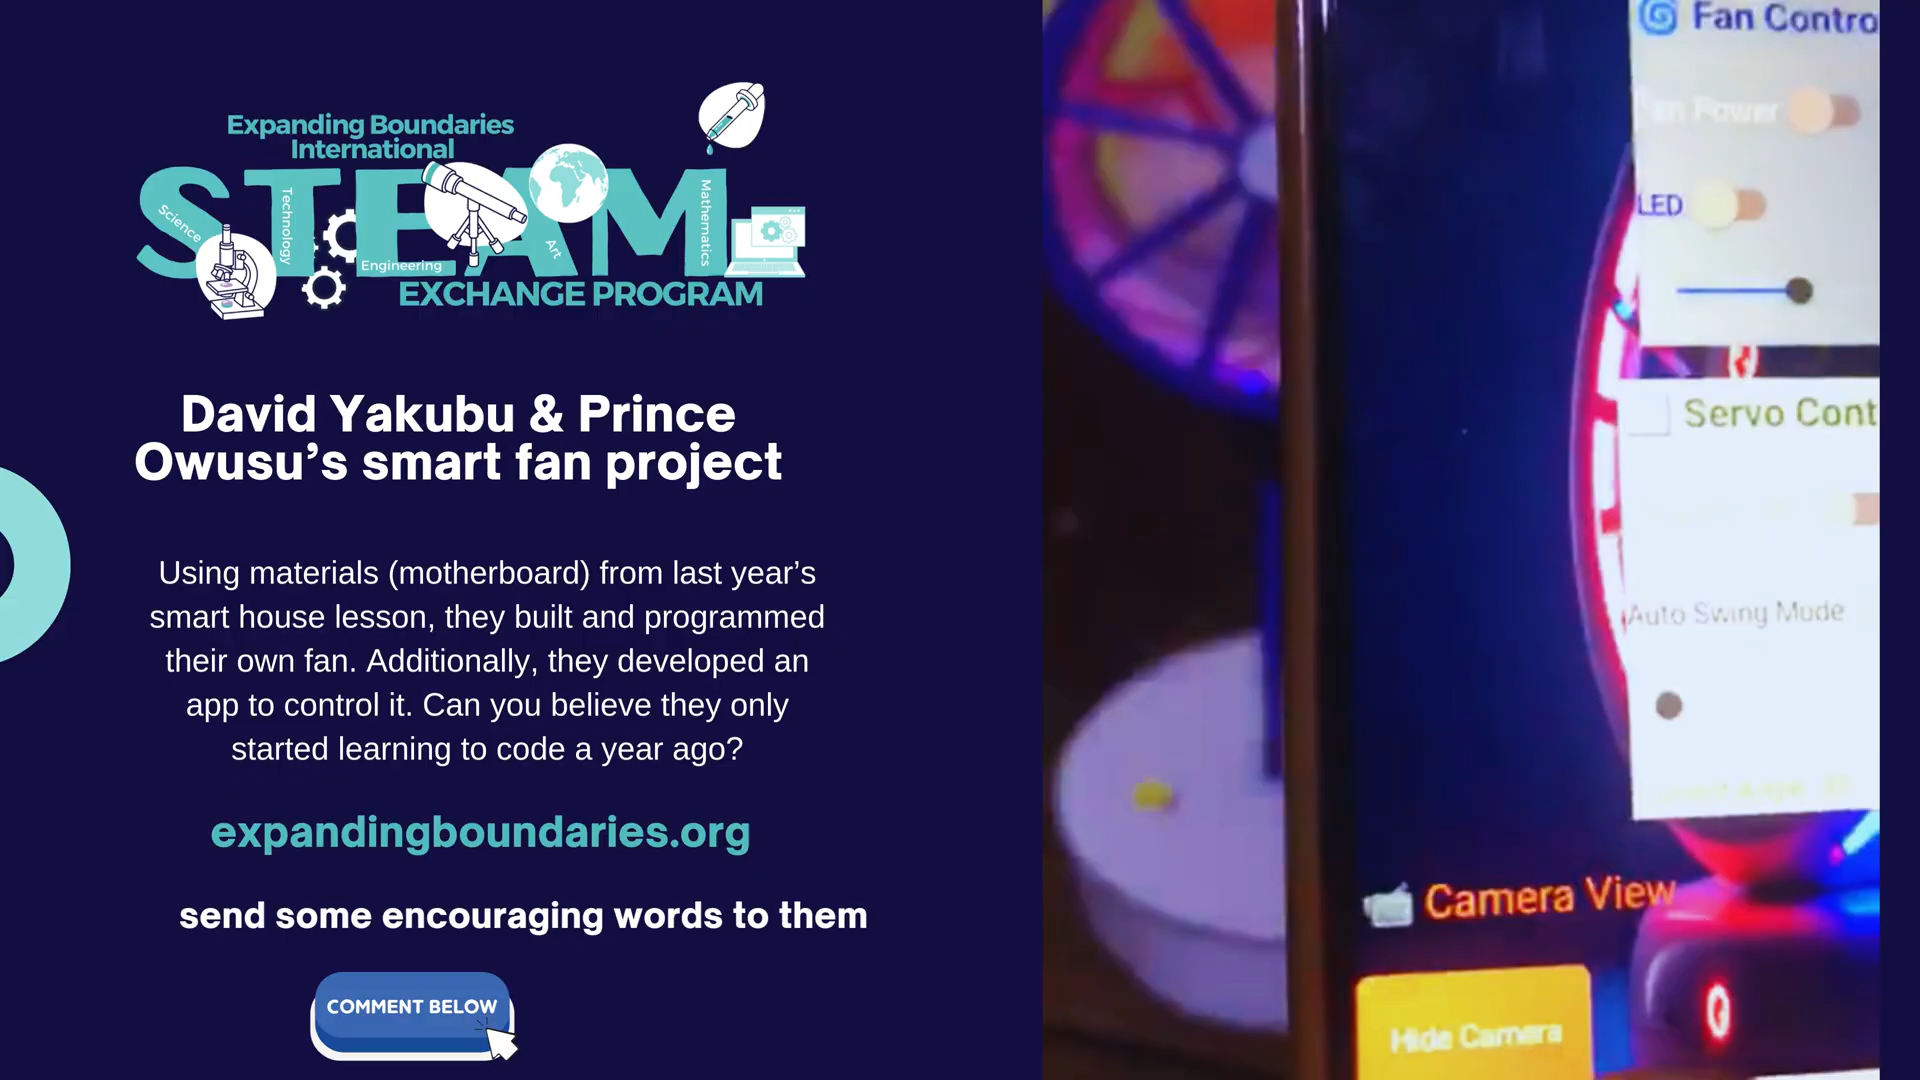 Expanding Boundaries
International
STEAM
Science
Technology
Engineering
Art
Mathematics
EXCHANGE PROGRAM
David Yakubu & Prince
Owusu’s smart fan project
Using materials (motherboard) from last year’s
smart house lesson, they built and programmed
their own fan. Additionally, they developed an
app to control it. Can you believe they only
started learning to code a year ago?
expandingboundaries.org
send some encouraging words to them
COMMENT BELOW
Fan Contro
Fan Power
LED
Servo Cont
Auto Swing Mode
Camera View
Hide Camera